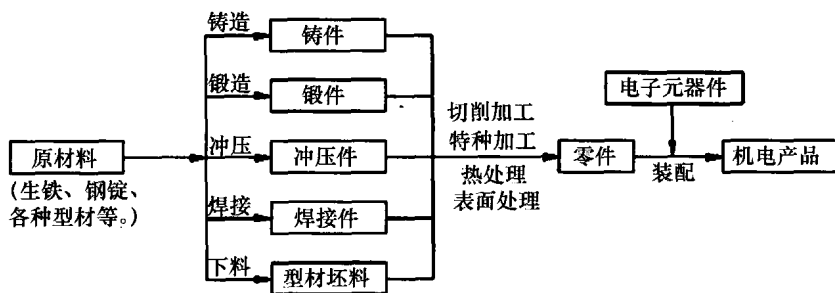 铸造
铸件
锻造
锻件
电子元器件
切削加工
特种加工
原材料
冲压
冲压件
零件
装配
机电产品
(生铁、钢锭、
各种型材等。)
热处理
表面处理
焊接
焊接件
下料
型材坯料